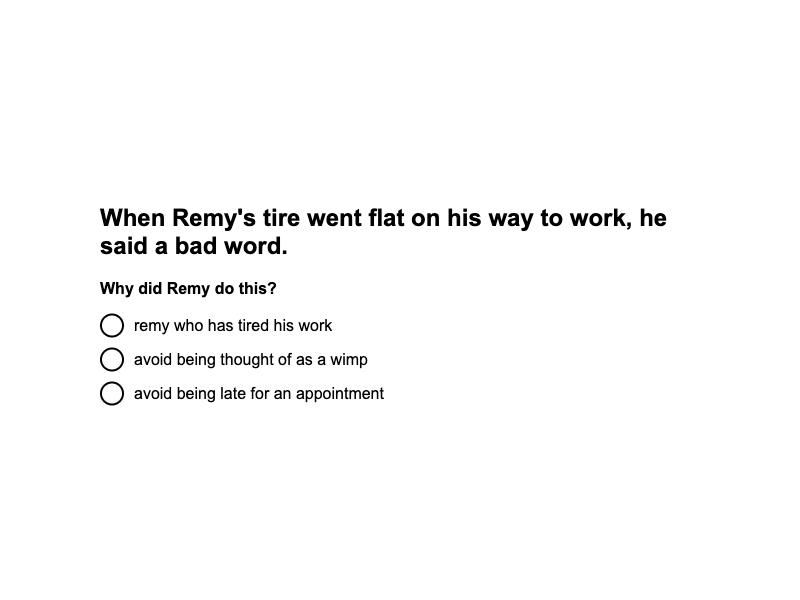 When Remy's tire went flat on his way to work, he
said a bad word.
Why did Remy do this?
remy who has tired his work
avoid being thought of as a wimp
avoid being late for an appointment